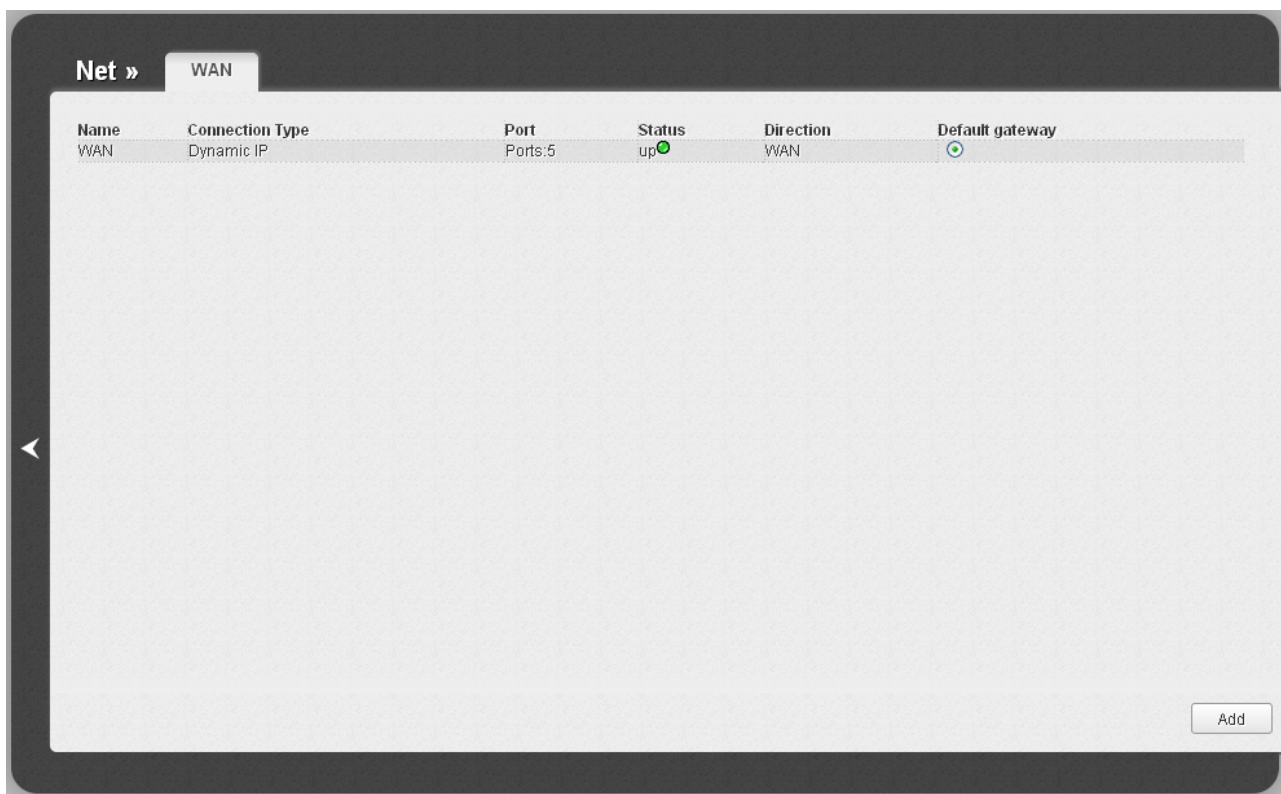 Net » WAN
Name Connection Type Port Status Direction Default gateway
WAN Dynamic IP Ports:5 up WAN
Add